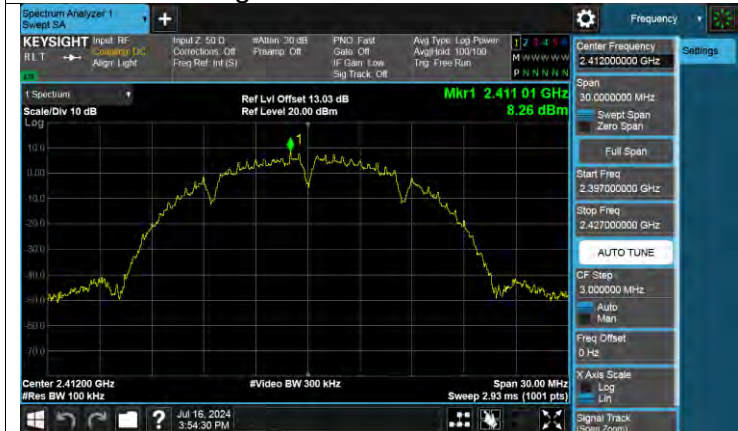 Spectrum Analyzer 1
Swept SA
+
Frequency
KEYSIGHT
Input: RF
Coupling: DC
Align: Light
RLT
Input Z: 50 Ω
Corrections: Off
Freq Ref: Int (S)
#Atten: 30 dB
Preamp: Off
PNO: Fast
Gate: Off
IF Gain: Low
Sig Track: Off
Avg Type: Log-Power
Avg|Hold: 100/100
Trig: Free Run
1 2 3 4 5 6
M W W W W W
P N N N N N
Center Frequency
2.412000000 GHz
Settings
Span
30.0000000 MHz
Swept Span
Zero Span
Full Span
Start Freq
2.397000000 GHz
Stop Freq
2.427000000 GHz
AUTO TUNE
CF Step
3.000000 MHz
Auto
Man
Freq Offset
0 Hz
X Axis Scale
Log
Lin
Signal Track
(Span Zoom)
1 Spectrum
Scale/Div 10 dB
Log
Ref Lvl Offset 13.03 dB
Ref Level 20.00 dBm
Mkr1 2.411 01 GHz
8.26 dBm
1
10.0
0.00
-10.0
-20.0
-30.0
-40.0
-50.0
-60.0
-70.0
Center 2.41200 GHz
#Res BW 100 kHz
#Video BW 300 kHz
Span 30.00 MHz
Sweep 2.93 ms (1001 pts)
?
Jul 16, 2024
3:54:30 PM